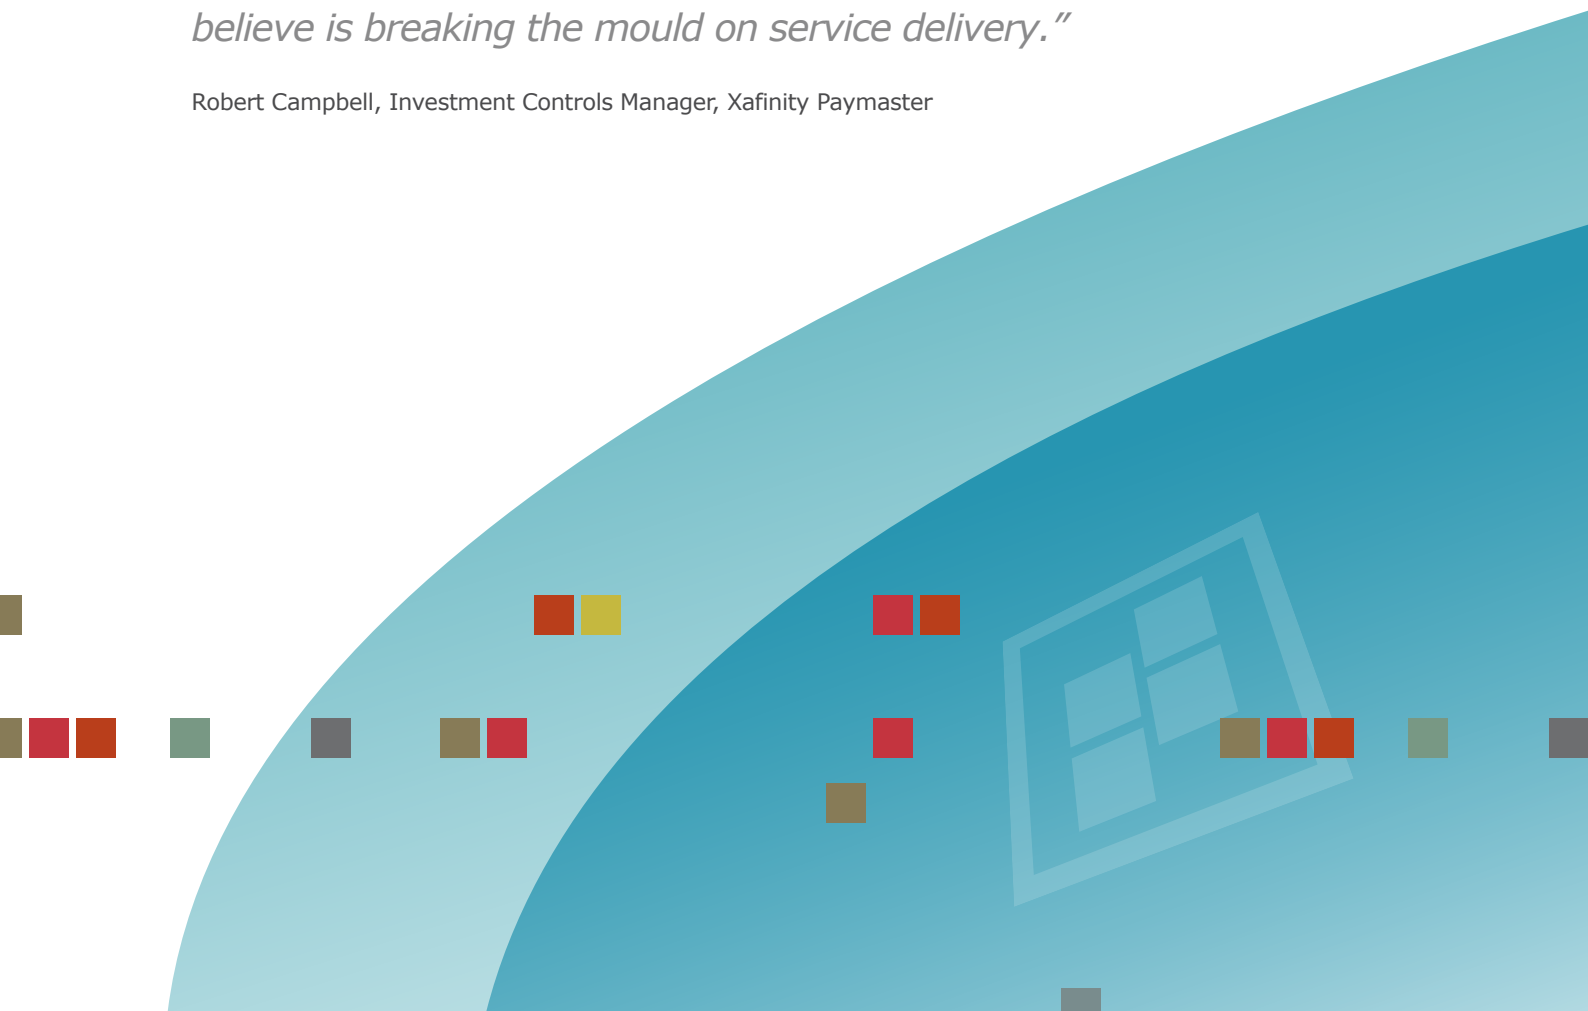 believe is breaking the mould on service delivery.”
Robert Campbell, Investment Controls Manager, Xafinity Paymaster